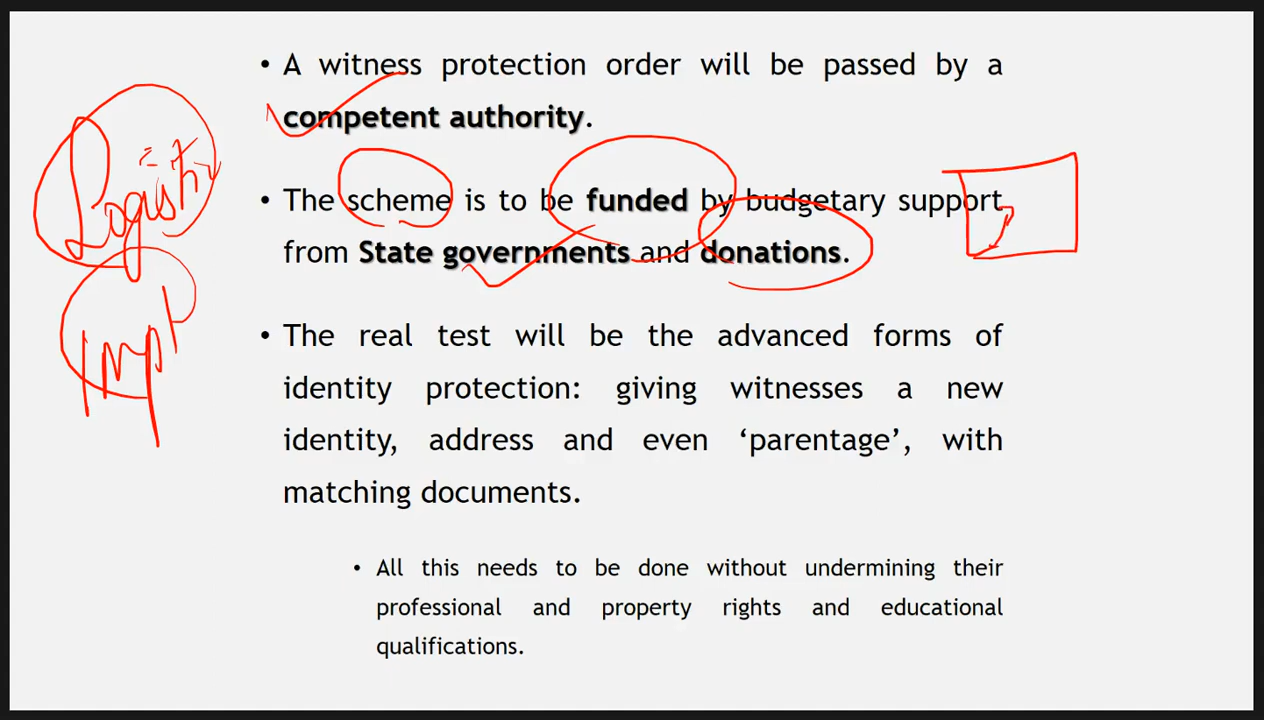 • A witness protection order will be passed by a
competent authority.
• The scheme is to be funded by budgetary support
from State governments and donations.
• The real test will be the advanced forms of
identity protection: giving witnesses a new
identity, address and even ‘parentage’, with
matching documents.
• All this needs to be done without undermining their
professional and property rights and educational
qualifications.
Imp